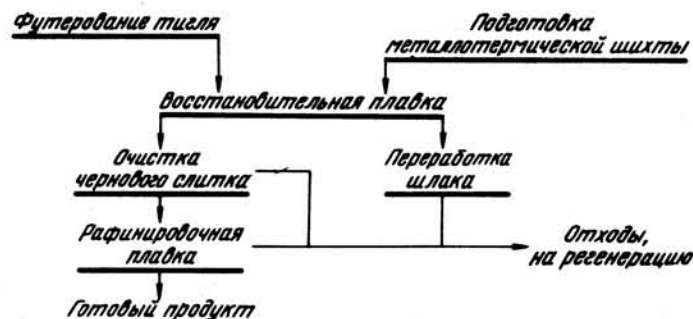 Футерование тигля
Подготовка
металлотермической шихты
Восстановительная плавка
Очистка
чернового слитка
Переработка
шлака
Рафинировочная
плавка
Отходы,
на регенерацию
Готовый продукт